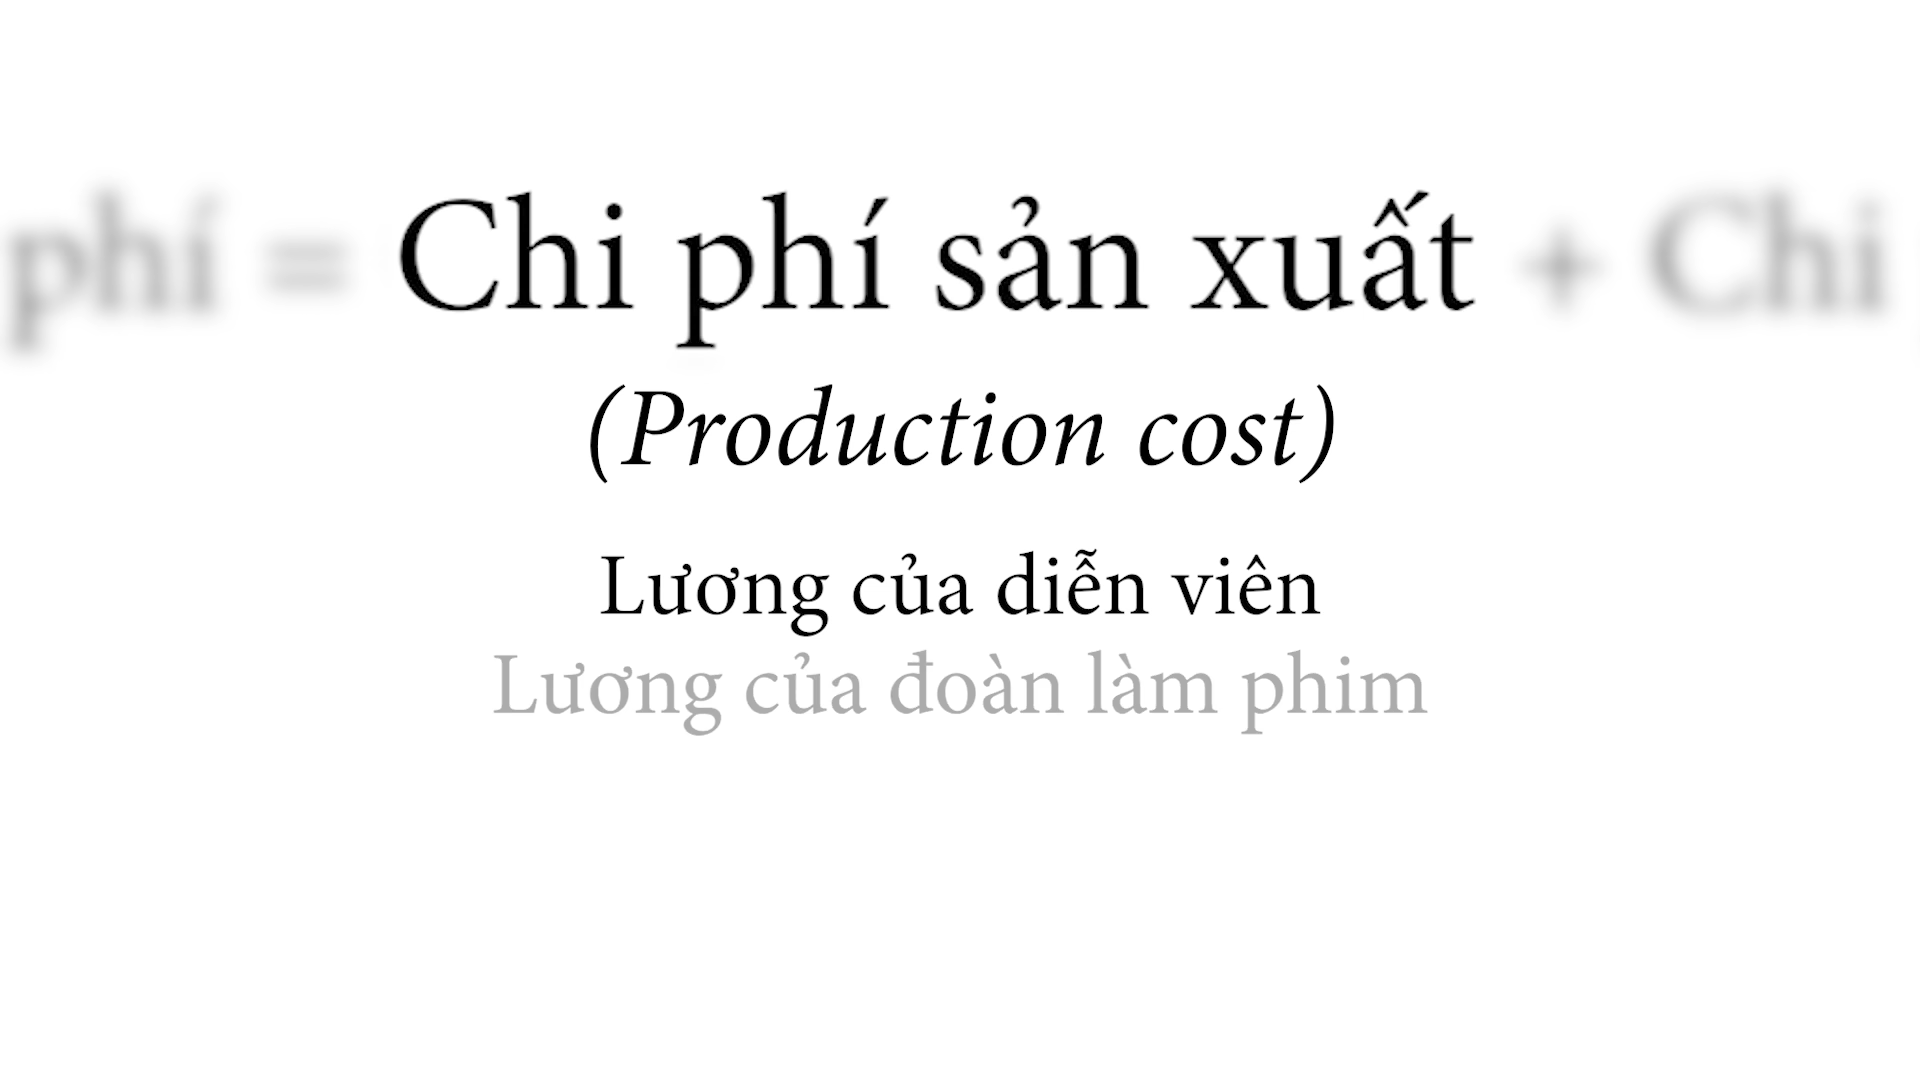 phí = Chi phí sản xuất + Chi
(Production cost)
Lương của diễn viên
Lương của đoàn làm phim